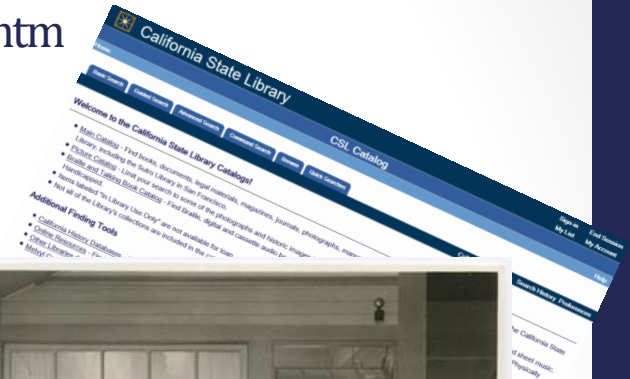 ntm
California State Library
Home
CSL Catalog
Basic Search
Guided Search
Advanced Search
Command Search
Browse
Quick Searches
Sign in
End Session
My List
My Account
Help
Search History Preferences
Welcome to the California State Library Catalogs!
Main Catalog - Find books, documents, legal materials, magazines, journals, photographs,
Library, including the Sutro Library in San Francisco.
Picture Catalog - Limit your search to some of the photographs and historic
Braille and Talking Book Catalog - Find Braille, digital and cassette audio
Handicapped.
Items labeled "In Library Use Only" are not available for loan
Not all of the Library's collections are included in the
he California State
d sheet music.
Physically
Additional Finding Tools
California History Databases
Online Resources
Other Libraries
Melvyl